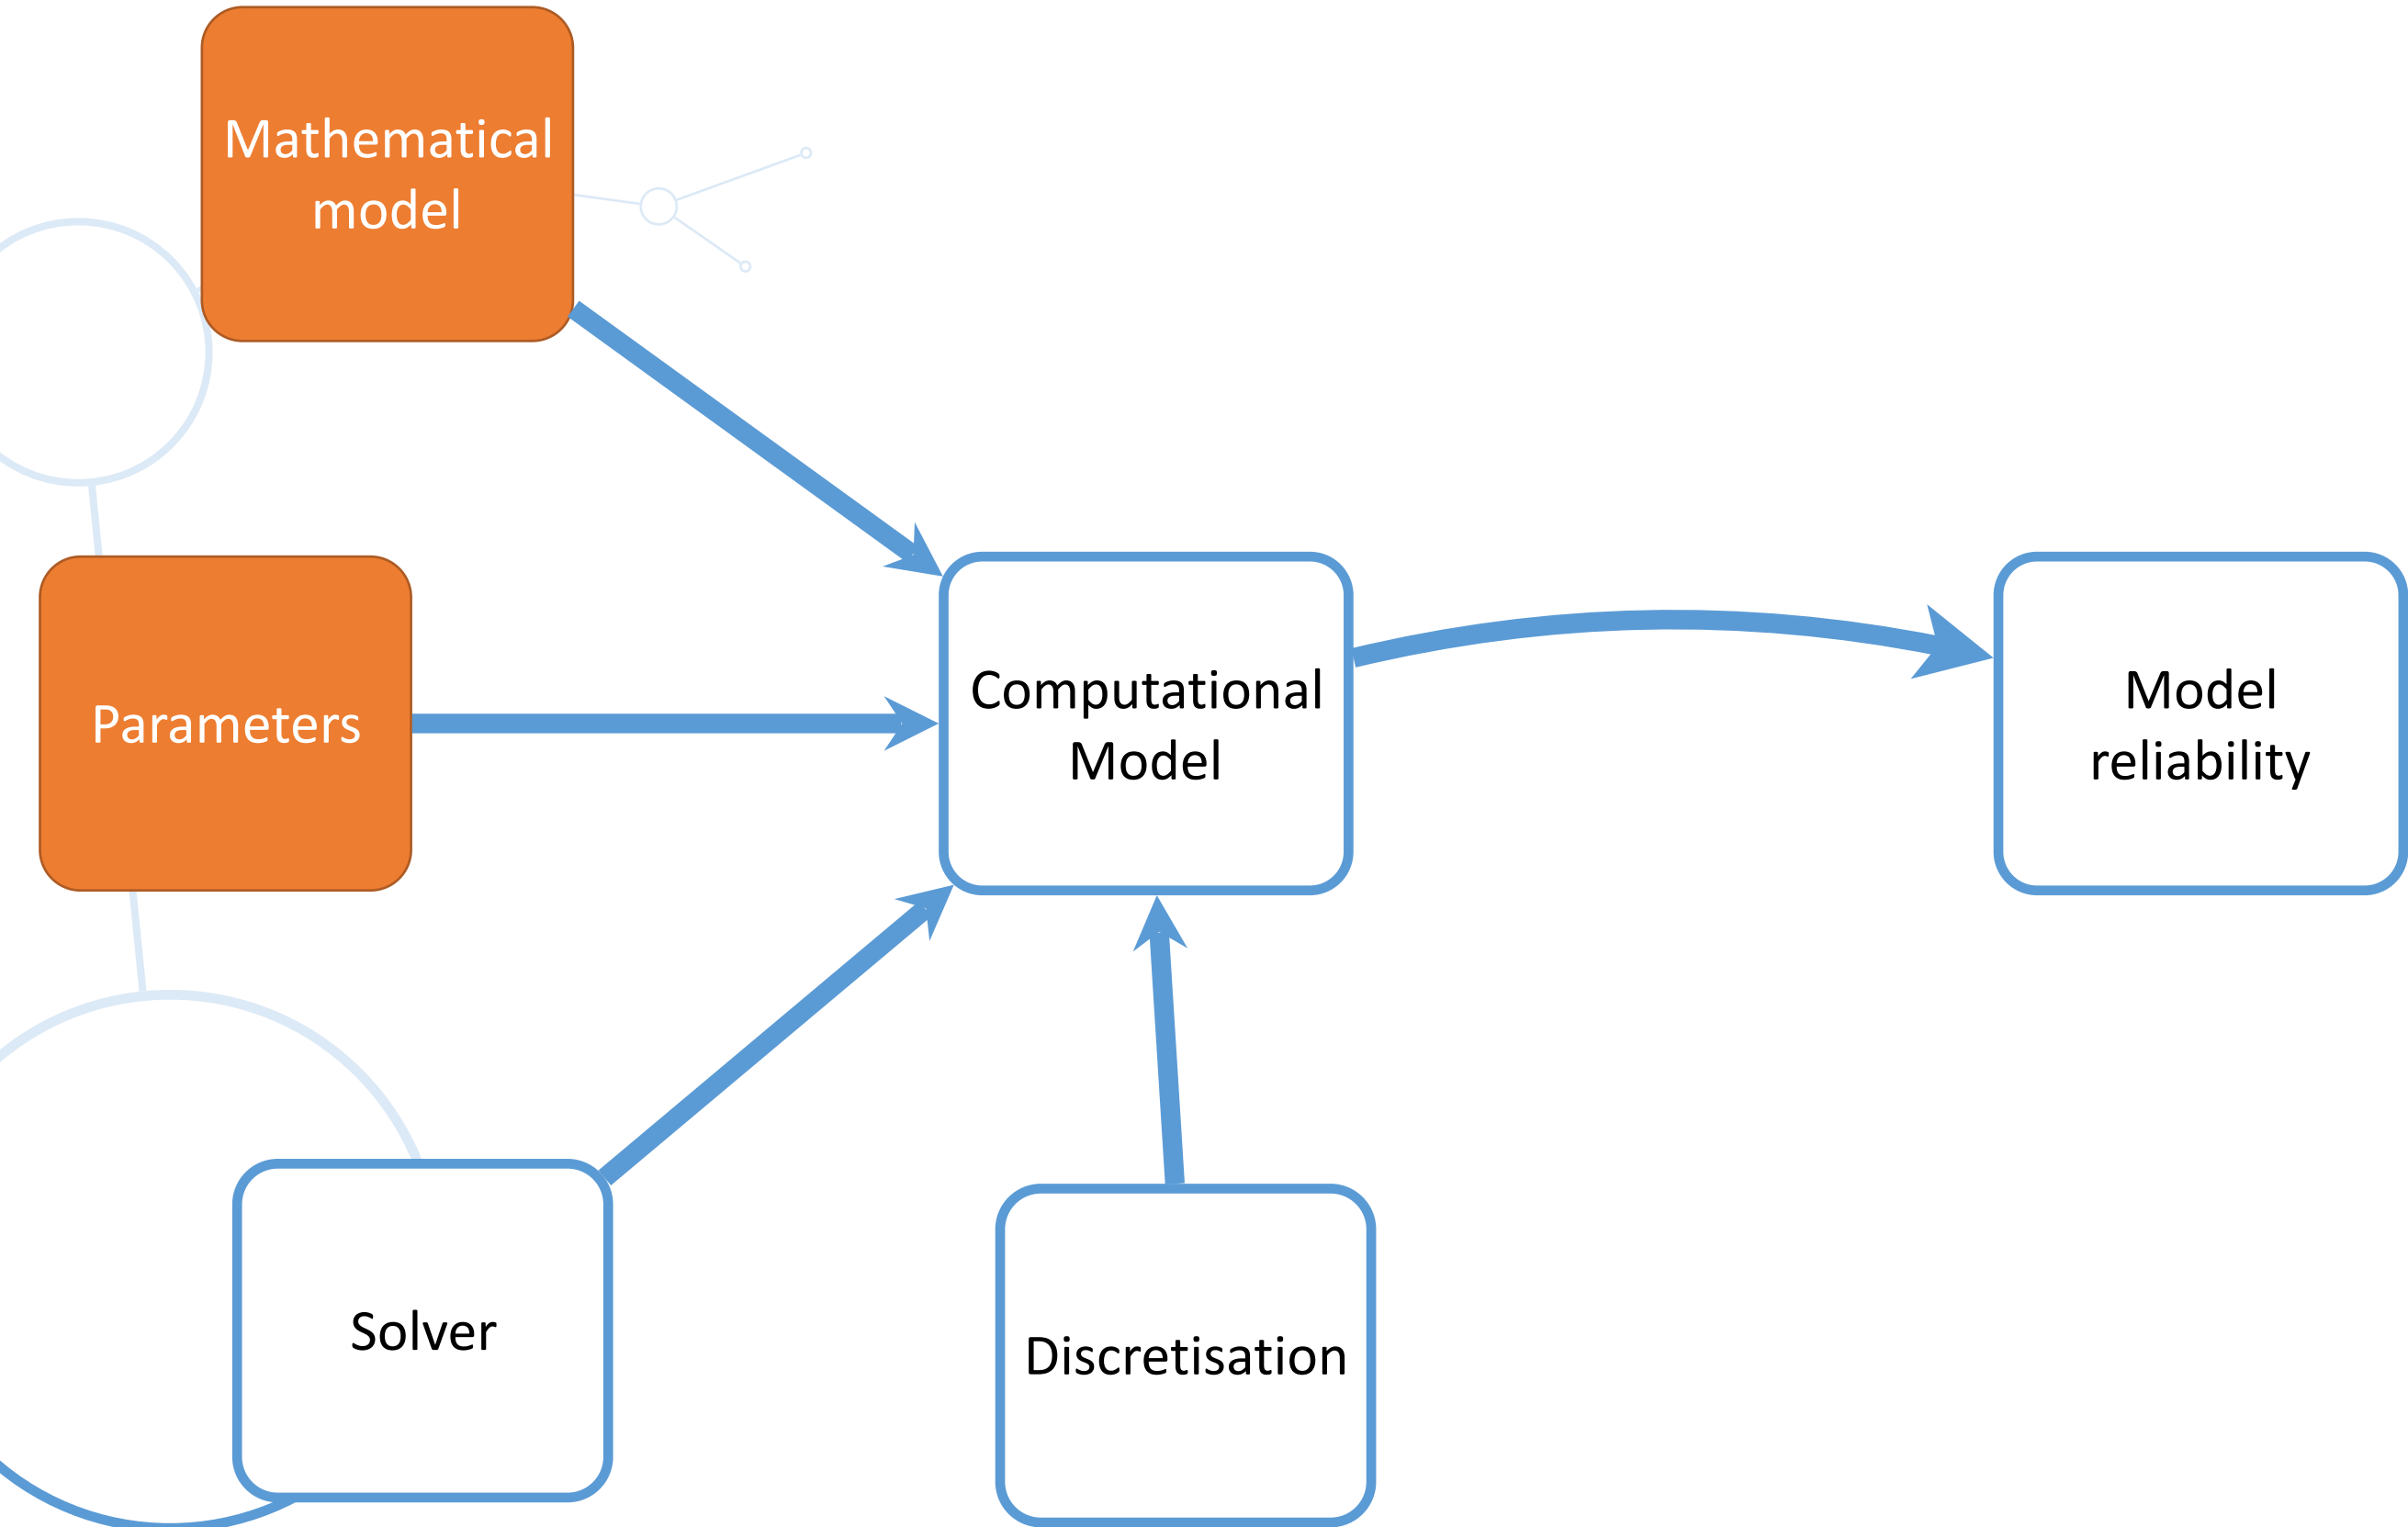 Mathematical
model
Parameters
Computational
Model
Model
reliability
Solver
Discretisation